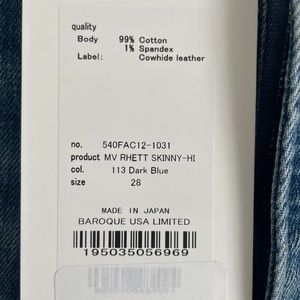 quality
Body 99% Cotton
1% Spandex
Label: Cowhide leather
no. 540FAC12-1031
product MV RHETT SKINNY-HI
col. 113 Dark Blue
size 28
MADE IN JAPAN
BAROQUE USA LIMITED
195035056969